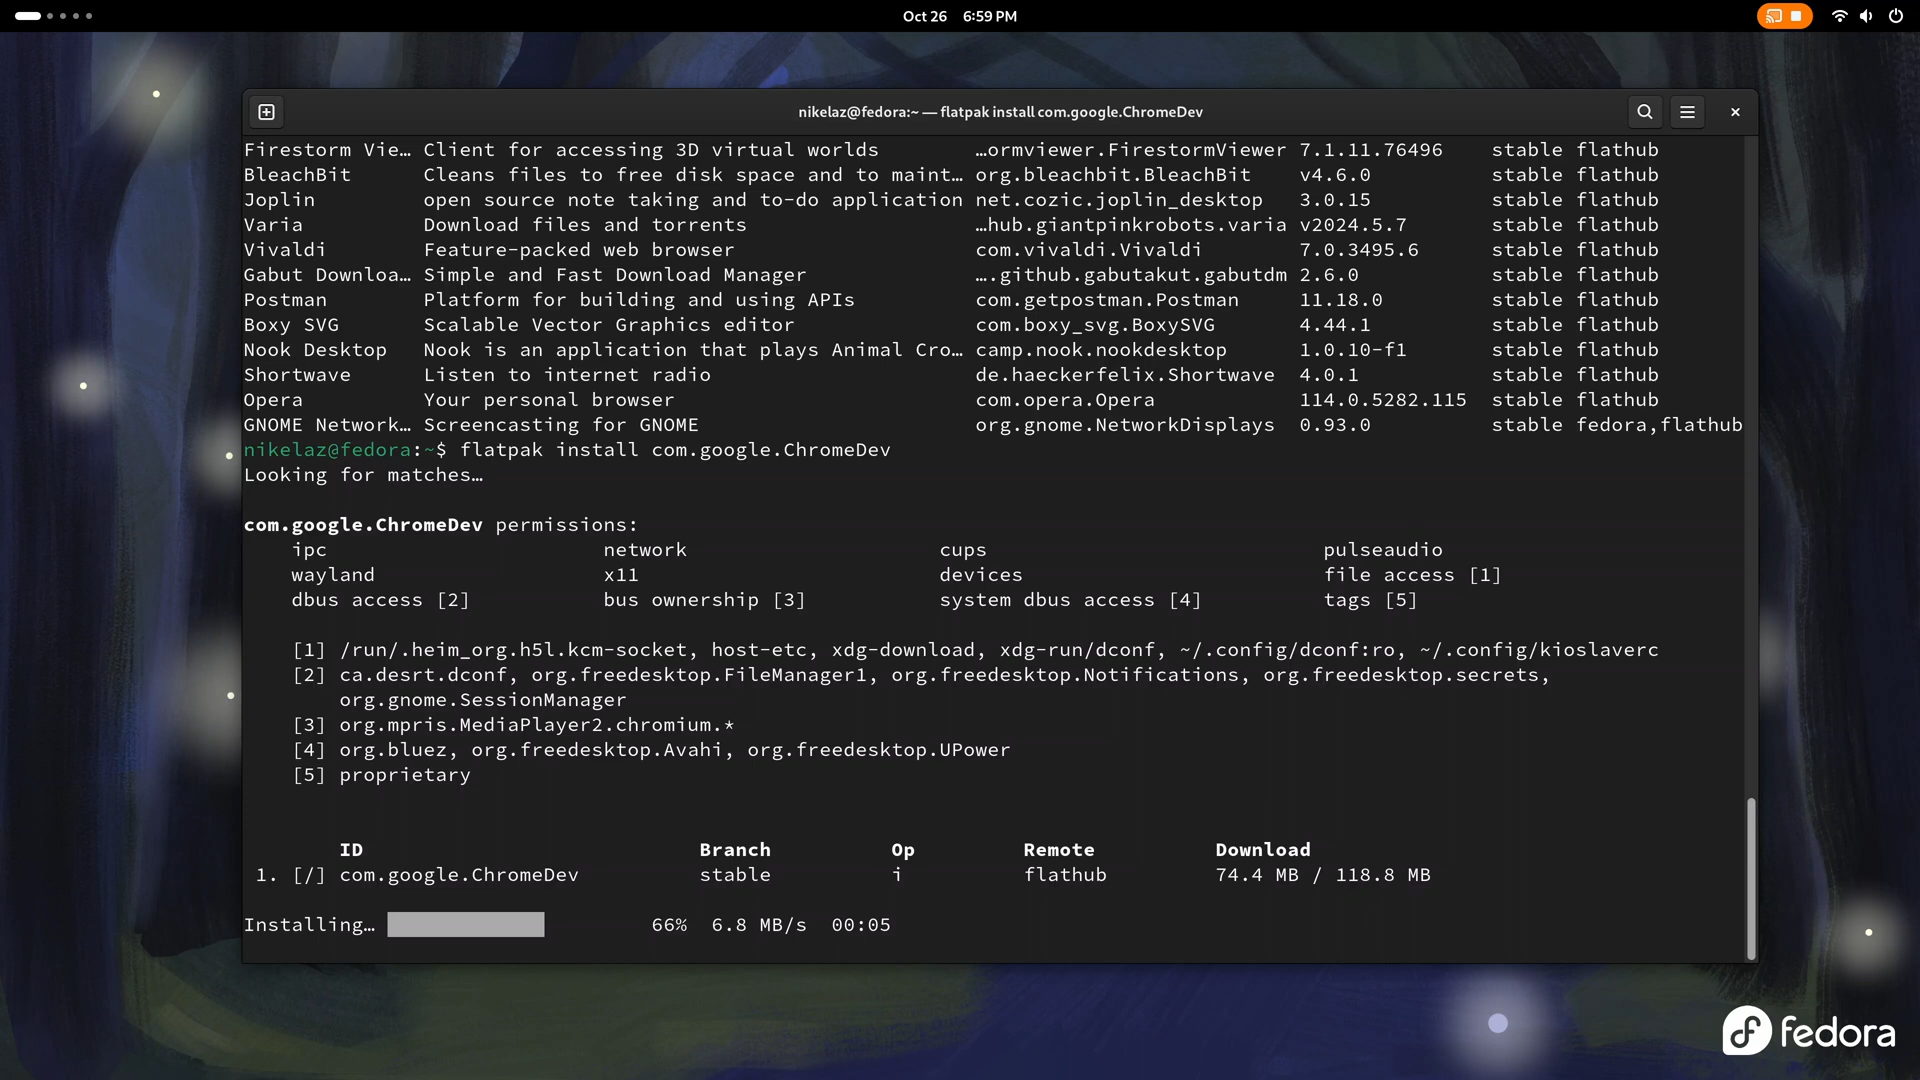 Oct 26 6:59 PM
nikelaz@fedora:~ — flatpak install com.google.ChromeDev
Firestorm Vie… Client for accessing 3D virtual worlds …ormviewer.FirestormViewer 7.1.11.76496 stable flathub
BleachBit Cleans files to free disk space and to maint… org.bleachbit.BleachBit v4.6.0 stable flathub
Joplin open source note taking and to-do application net.cozic.joplin_desktop 3.0.15 stable flathub
Varia Download files and torrents …hub.giantpinkrobots.varia v2024.5.7 stable flathub
Vivaldi Feature-packed web browser com.vivaldi.Vivaldi 7.0.3495.6 stable flathub
Gabut Downloa… Simple and Fast Download Manager ….github.gabutakut.gabutdm 2.6.0 stable flathub
Postman Platform for building and using APIs com.getpostman.Postman 11.18.0 stable flathub
Boxy SVG Scalable Vector Graphics editor com.boxy_svg.BoxySVG 4.44.1 stable flathub
Nook Desktop Nook is an application that plays Animal Cro… camp.nook.nookdesktop 1.0.10-f1 stable flathub
Shortwave Listen to internet radio de.haeckerfelix.Shortwave 4.0.1 stable flathub
Opera Your personal browser com.opera.Opera 114.0.5282.115 stable flathub
GNOME Network… Screencasting for GNOME org.gnome.NetworkDisplays 0.93.0 stable fedora,flathub
nikelaz@fedora:~$ flatpak install com.google.ChromeDev
Looking for matches…
com.google.ChromeDev permissions:
ipc network cups pulseaudio
wayland x11 devices file access [1]
dbus access [2] bus ownership [3] system dbus access [4] tags [5]
[1] /run/.heim_org.h5l.kcm-socket, host-etc, xdg-download, xdg-run/dconf, ~/.config/dconf:ro, ~/.config/kioslaverc
[2] ca.desrt.dconf, org.freedesktop.FileManager1, org.freedesktop.Notifications, org.freedesktop.secrets,
org.gnome.SessionManager
[3] org.mpris.MediaPlayer2.chromium.*
[4] org.bluez, org.freedesktop.Avahi, org.freedesktop.UPower
[5] proprietary
ID Branch Op Remote Download
1. [/] com.google.ChromeDev stable i flathub 74.4 MB / 118.8 MB
Installing… 66% 6.8 MB/s 00:05
fedora